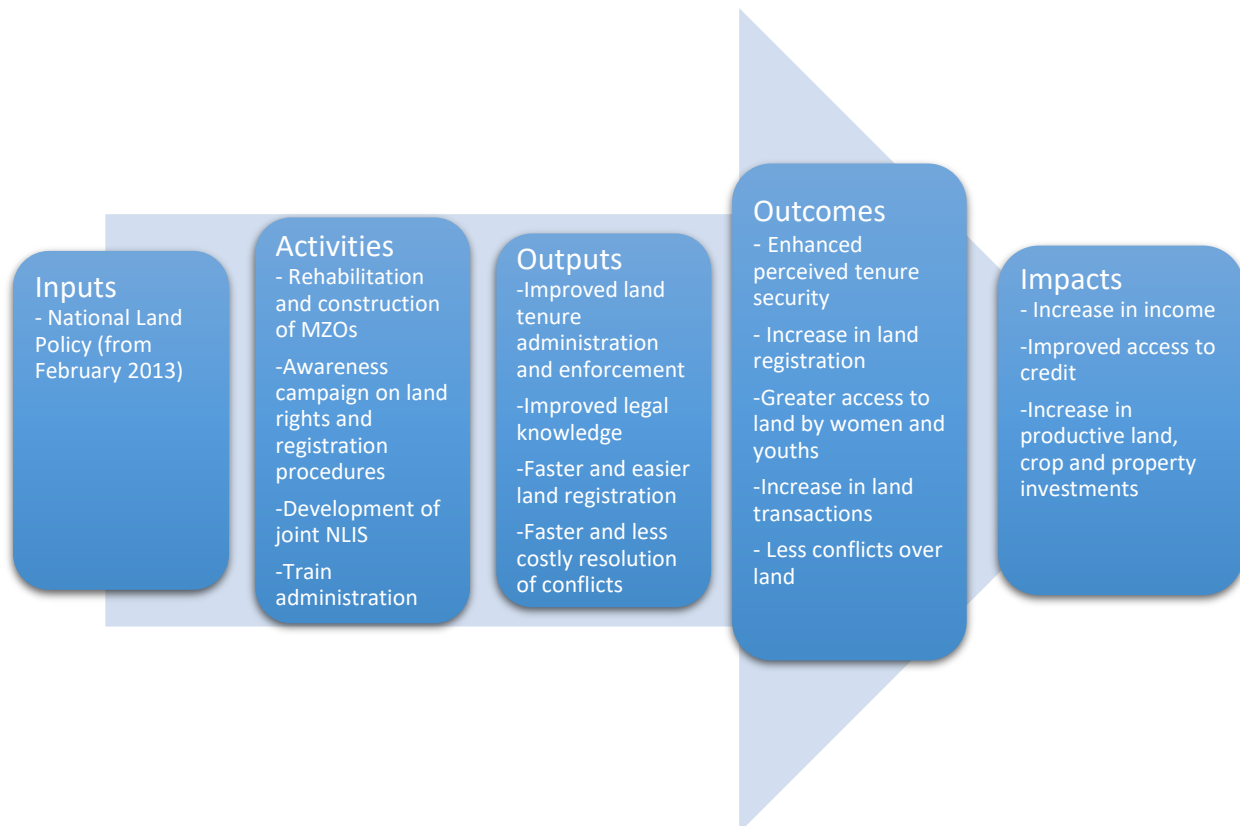 Inputs
- National Land
Policy (from
February 2013)
Activities
- Rehabilitation
and construction
of MZOs
-Awareness
campaign on land
rights and
registration
procedures
-Development of
joint NLIS
-Train
administration
Outputs
-Improved land
tenure
administration
and enforcement
-Improved legal
knowledge
-Faster and easier
land registration
-Faster and less
costly resolution
of conflicts
Outcomes
- Enhanced
perceived tenure
security
- Increase in land
registration
-Greater access to
land by women and
youths
-Increase in land
transactions
- Less conflicts over
land
Impacts
- Increase in income
-Improved access to
credit
-Increase in
productive land,
crop and property
investments